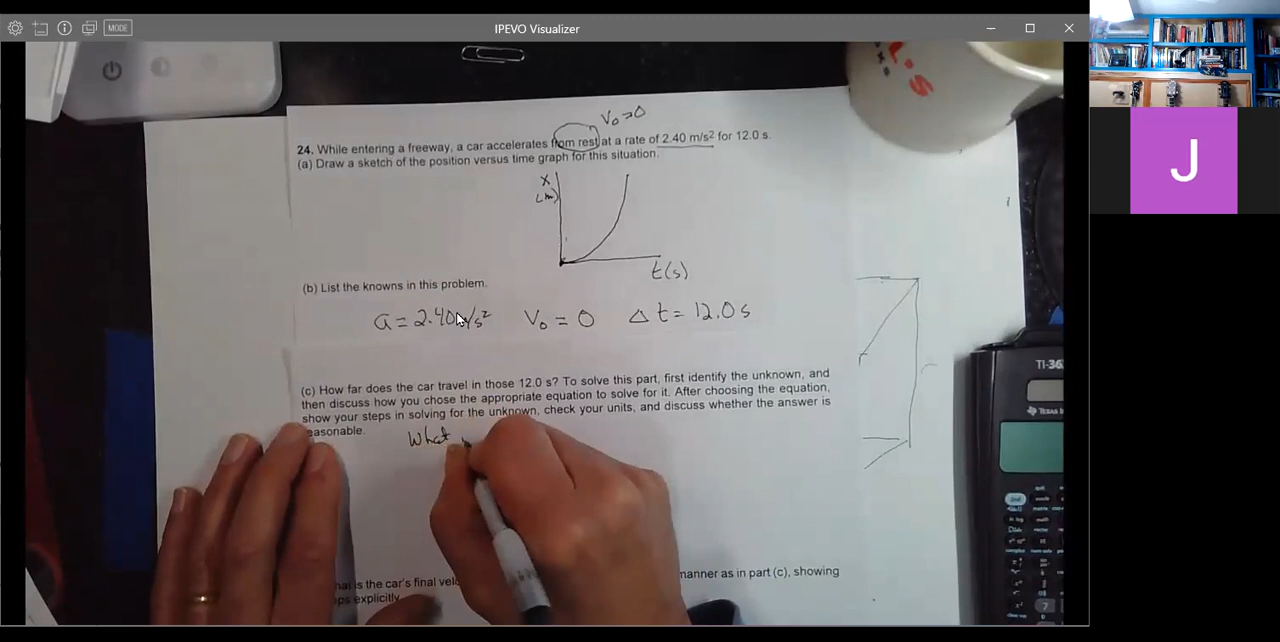 MODE
IPEVO Visualizer
V₀ = 0
24. While entering a freeway, a car accelerates from rest at a rate of 2.40 m/s² for 12.0 s.
(a) Draw a sketch of the position versus time graph for this situation.
x
(m)
t(s)
(b) List the knowns in this problem.
a = 2.40 m/s² V₀ = 0 Δt = 12.0 s
(c) How far does the car travel in those 12.0 s? To solve this part, first identify the unknown, and
then discuss how you chose the appropriate equation to solve for it. After choosing the equation,
show your steps in solving for the unknown, check your units, and discuss whether the answer is
reasonable.
What
is the car's final
manner as in part (c), showing
explicitly.
J
TI-36
TEXAS
2nd
7